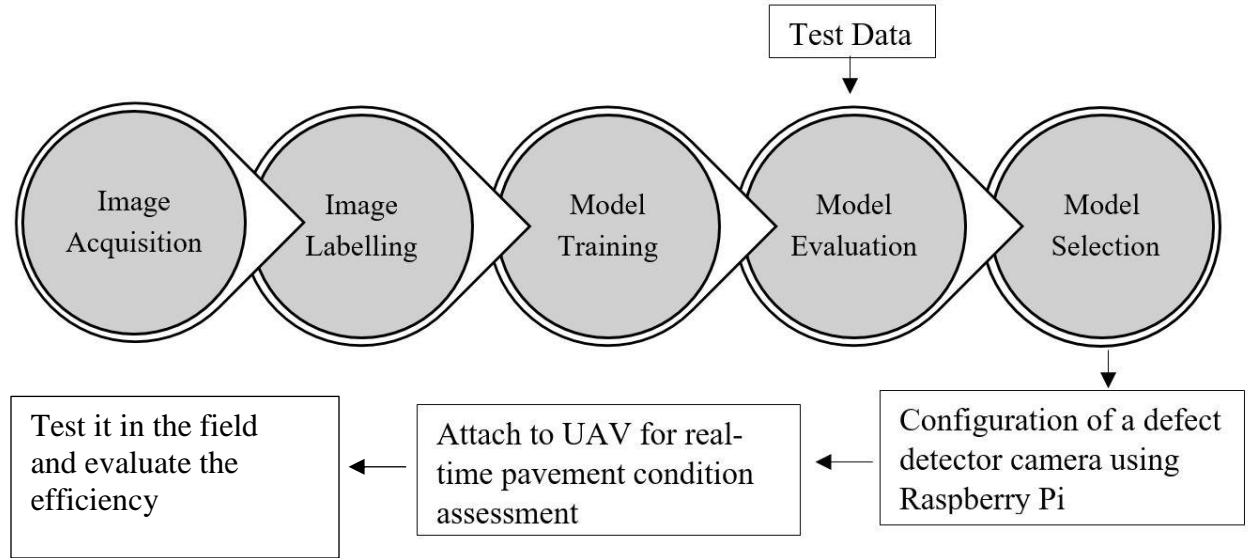 Test Data
Image
Acquisition
Image
Labelling
Model
Training
Model
Evaluation
Model
Selection
Configuration of a defect
detector camera using
Raspberry Pi
Attach to UAV for real-
time pavement condition
assessment
Test it in the field
and evaluate the
efficiency